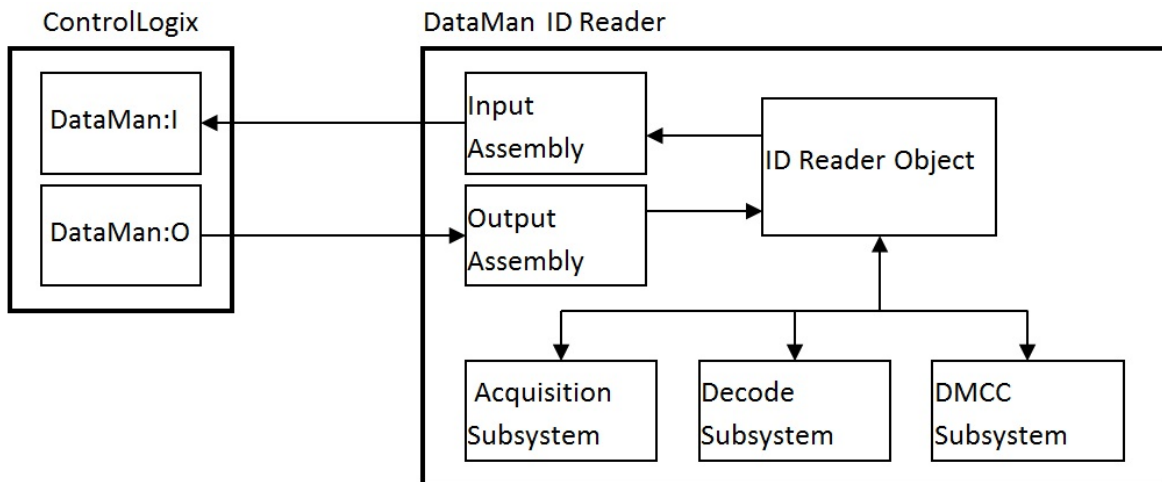 ControlLogix
DataMan ID Reader
DataMan:I
DataMan:O
Input
Assembly
Output
Assembly
ID Reader Object
Acquisition
Subsystem
Decode
Subsystem
DMCC
Subsystem